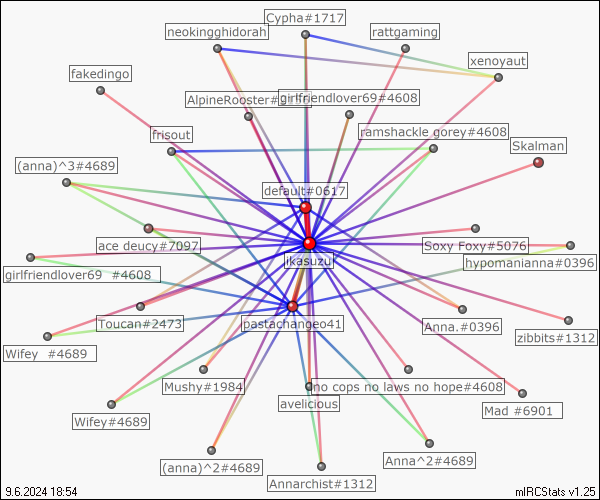 Cypha#1717
neokingghidorah
rattgaming
xenoyaut
fakedingo
AlpineRooster#
girlfriendlover69#4608
frisout
ramshackle gorey#4608
Skalman
(anna)^3#4689
default#0617
ace deucy#7097
Soxy Foxy#5076
ikasuzu
hypomanianna#0396
girlfriendlover69 #4608
Toucan#2473
pastachangeo41
Anna.#0396
zibbits#1312
Wifey #4689
Mushy#1984
no cops no laws no hope#4608
avelicious
Mad #6901
Wifey#4689
(anna)^2#4689
Anna^2#4689
Annarchist#1312
9.6.2024 18:54
mIRCStats v1.25